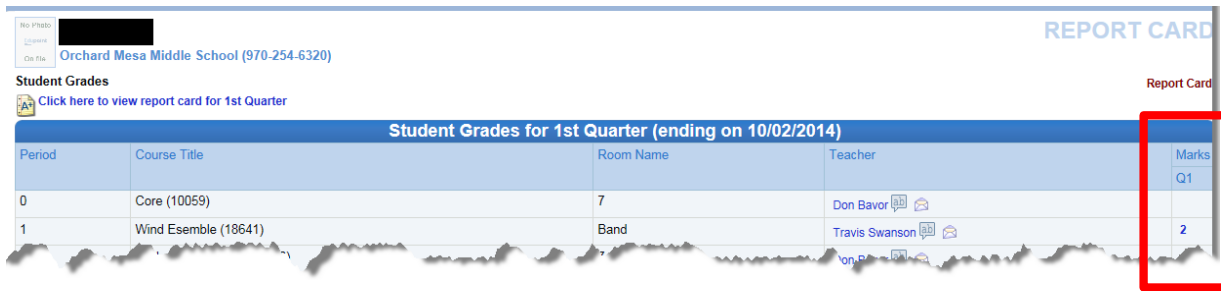 No Photo
On file
REPORT CARD
Orchard Mesa Middle School (970-254-6320)
Student Grades
Report Card
A+
Click here to view report card for 1st Quarter
Student Grades for 1st Quarter (ending on 10/02/2014)
Period Course Title Room Name Teacher Marks
Q1
0 Core (10059) 7 Don Bavor ab
1 Wind Esemble (18641) Band Travis Swanson ab 2